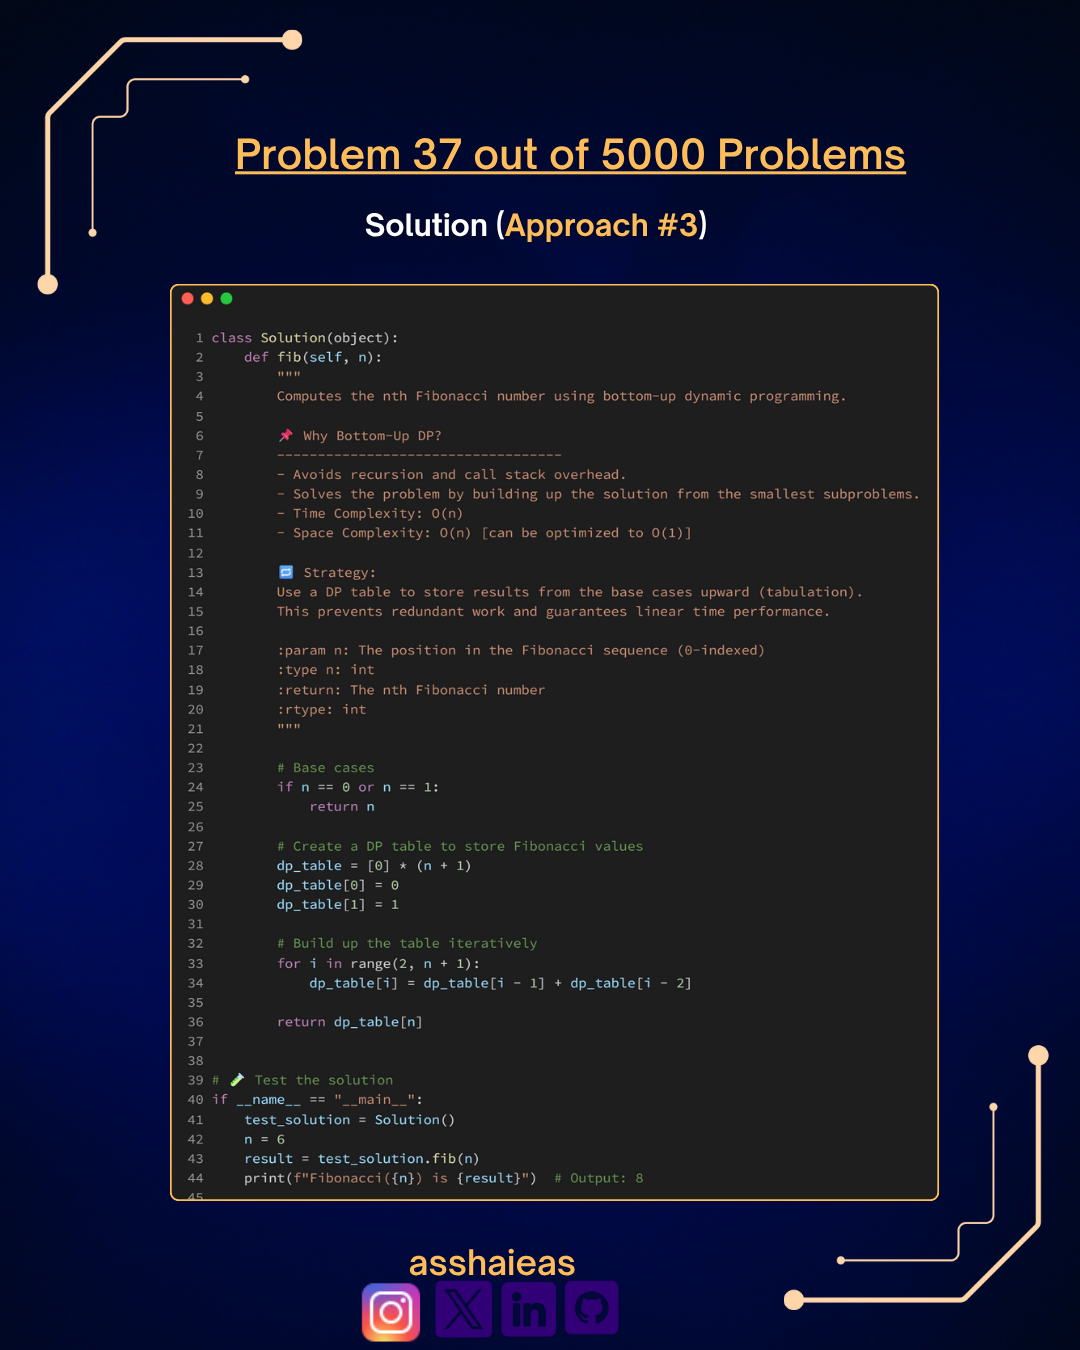 Problem 37 out of 5000 Problems
Solution (Approach #3)
1 class Solution(object):
2     def fib(self, n):
3         """
4         Computes the nth Fibonacci number using bottom-up dynamic programming.
5
6         📌 Why Bottom-Up DP?
7         -----------------------------------
8         - Avoids recursion and call stack overhead.
9         - Solves the problem by building up the solution from the smallest subproblems.
10         - Time Complexity: O(n)
11         - Space Complexity: O(n) [can be optimized to O(1)]
12
13         🔁 Strategy:
14         Use a DP table to store results from the base cases upward (tabulation).
15         This prevents redundant work and guarantees linear time performance.
16
17         :param n: The position in the Fibonacci sequence (0-indexed)
18         :type n: int
19         :return: The nth Fibonacci number
20         :rtype: int
21         """
22
23         # Base cases
24         if n == 0 or n == 1:
25             return n
26
27         # Create a DP table to store Fibonacci values
28         dp_table = [0] * (n + 1)
29         dp_table[0] = 0
30         dp_table[1] = 1
31
32         # Build up the table iteratively
33         for i in range(2, n + 1):
34             dp_table[i] = dp_table[i - 1] + dp_table[i - 2]
35
36         return dp_table[n]
37
38
39 # 🧪 Test the solution
40 if __name__ == "__main__":
41     test_solution = Solution()
42     n = 6
43     result = test_solution.fib(n)
44     print(f"Fibonacci({n}) is {result}")  # Output: 8
45
asshaieas